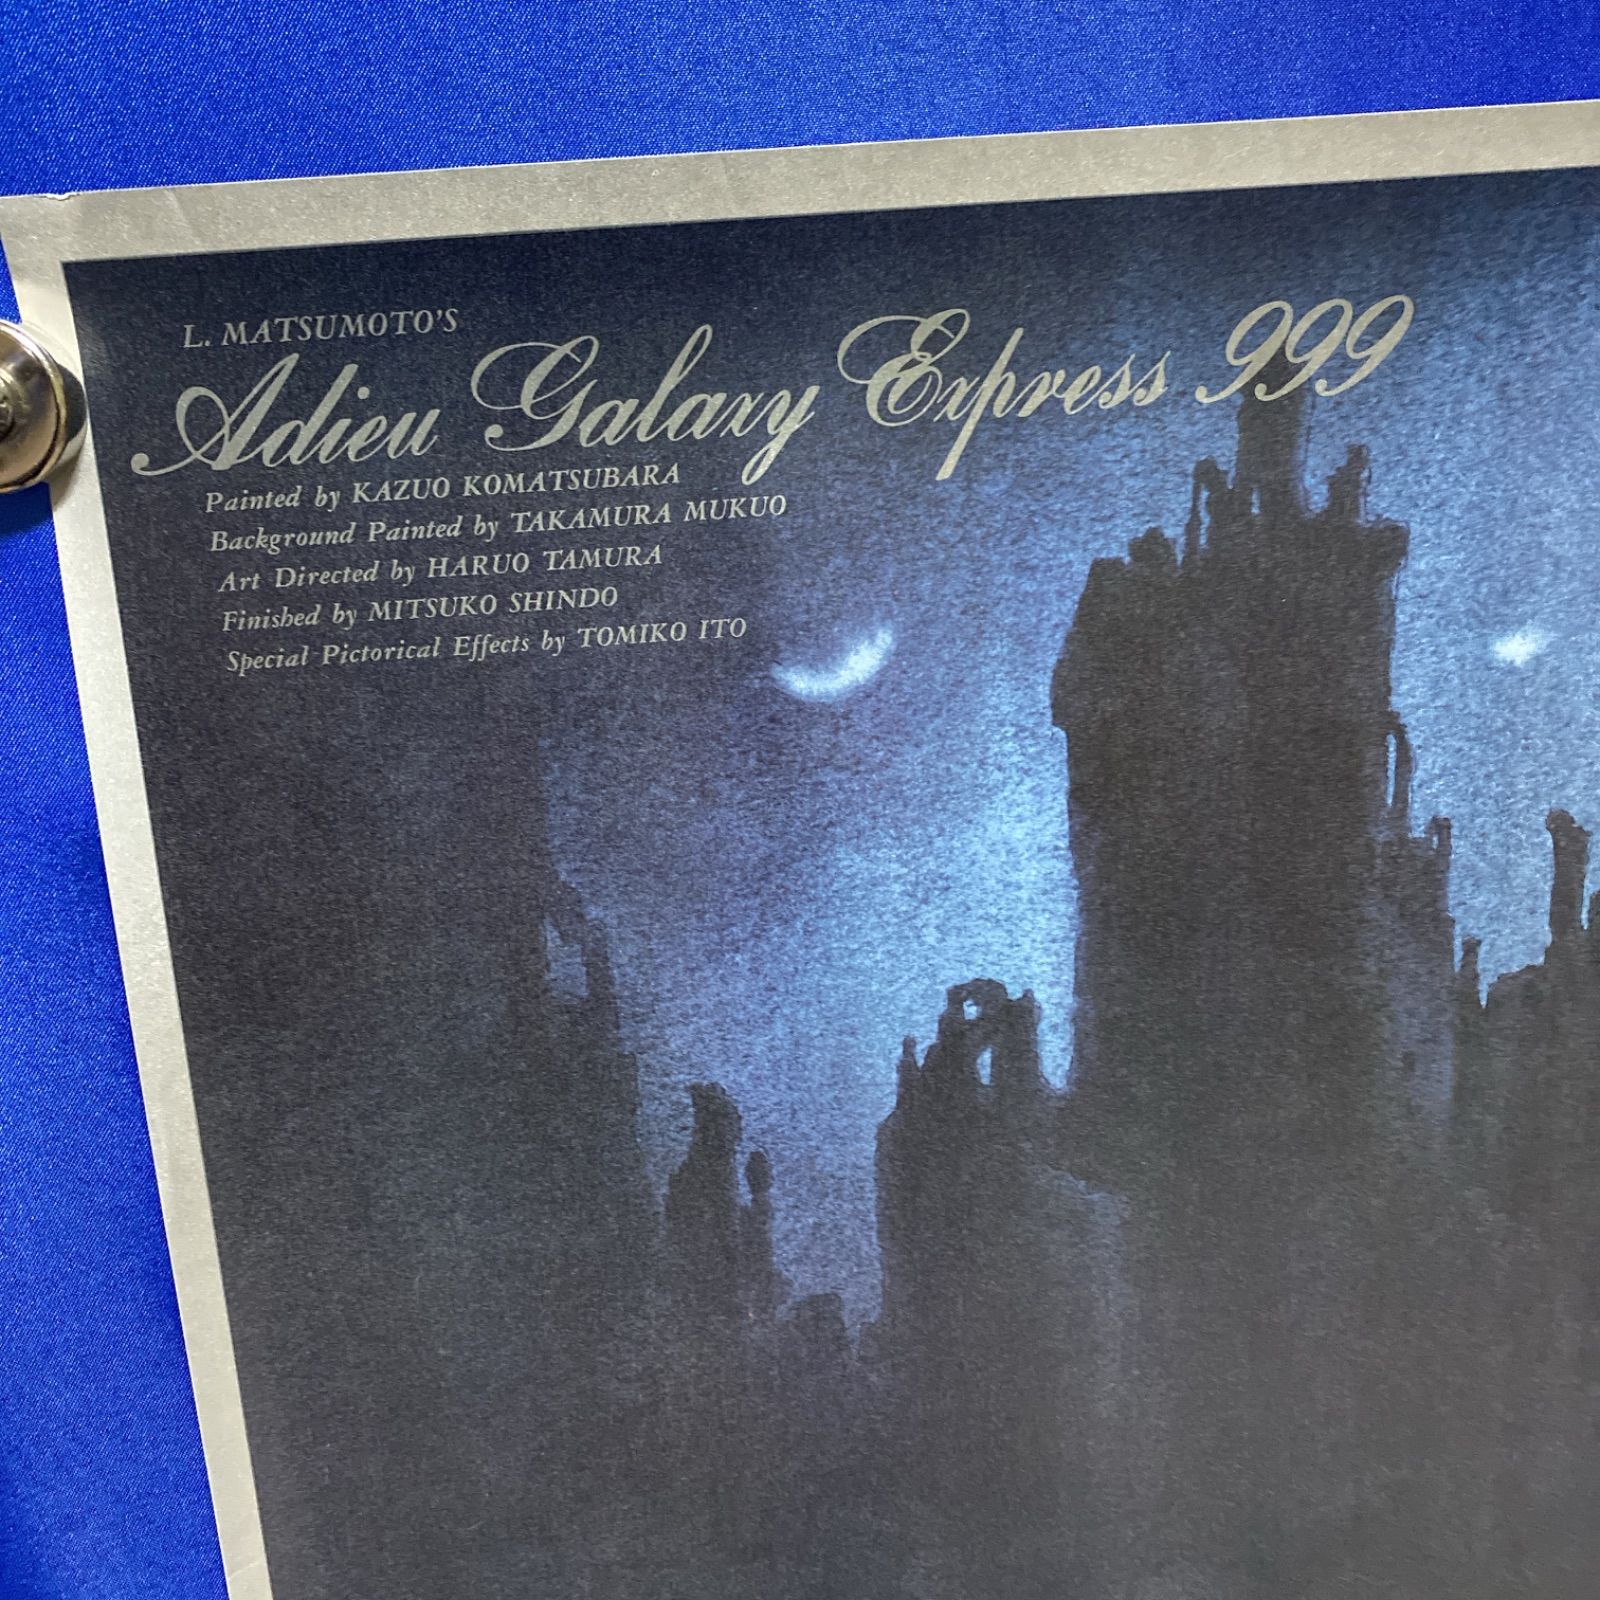 L. MATSUMOTO'S
Adieu Galaxy Express 999
Painted by KAZUO KOMATSUBARA
Background Painted by TAKAMURA MUKUO
Art Directed by HARUO TAMURA
Finished by MITSUKO SHINDO
Special Pictorical Effects by TOMIKO ITO